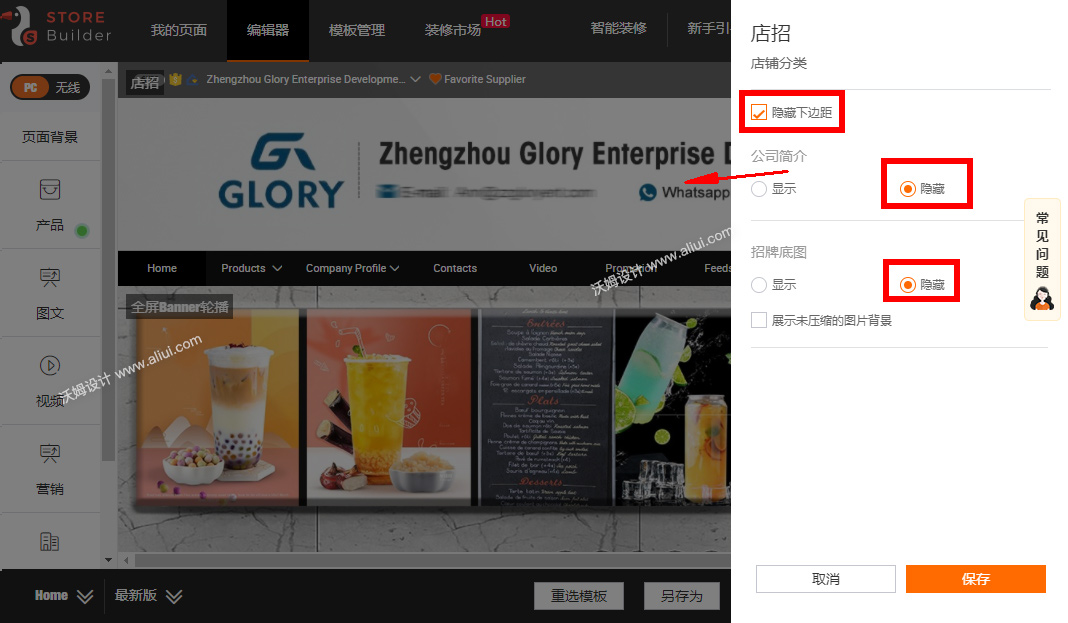 STORE
Builder
我的页面
编辑器
模板管理
装修市场
Hot
智能装修
新手引
PC
无线
页面背景
产品
图文
视频
营销
店招
Zhengzhou Glory Enterprise Developme...
Favorite Supplier
GLORY
Zhengzhou Glory Enterprise D
E-mail
Whatsapp
Home
Products
Company Profile
Contacts
Video
Promotion
Feeds
沃姆设计 www.aliui.com
全屏Banner轮播
沃姆设计 www.aliui.com
Entrées
Plats
Desserts
Home
最新版
重选模板
另存为
店招
店铺分类
隐藏下边距
公司简介
显示
隐藏
招牌底图
显示
隐藏
展示未压缩的图片背景
常见问题
取消
保存